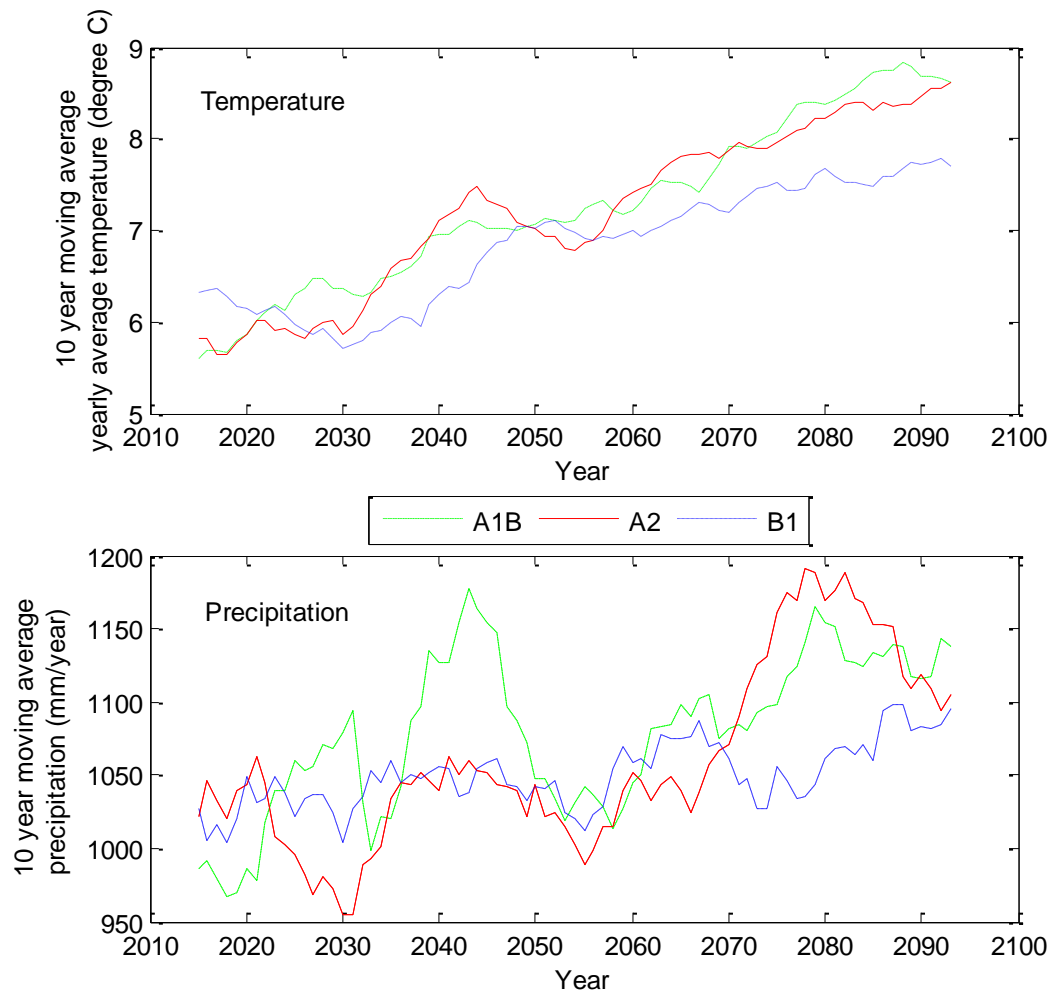 10 year moving average
yearly average temperature (degree C)
9
8
7
6
5
Temperature
2010 2020 2030 2040 2050 2060 2070 2080 2090 2100
Year
A1B A2 B1
10 year moving average
precipitation (mm/year)
1200
1150
1100
1050
1000
950
Precipitation
2010 2020 2030 2040 2050 2060 2070 2080 2090 2100
Year